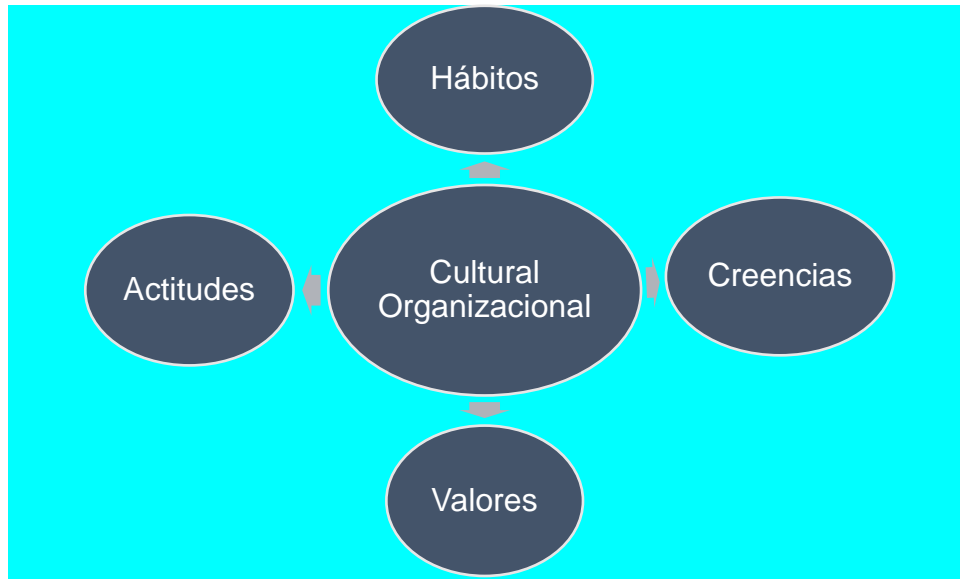 Hábitos
Actitudes
Cultural
Organizacional
Creencias
Valores